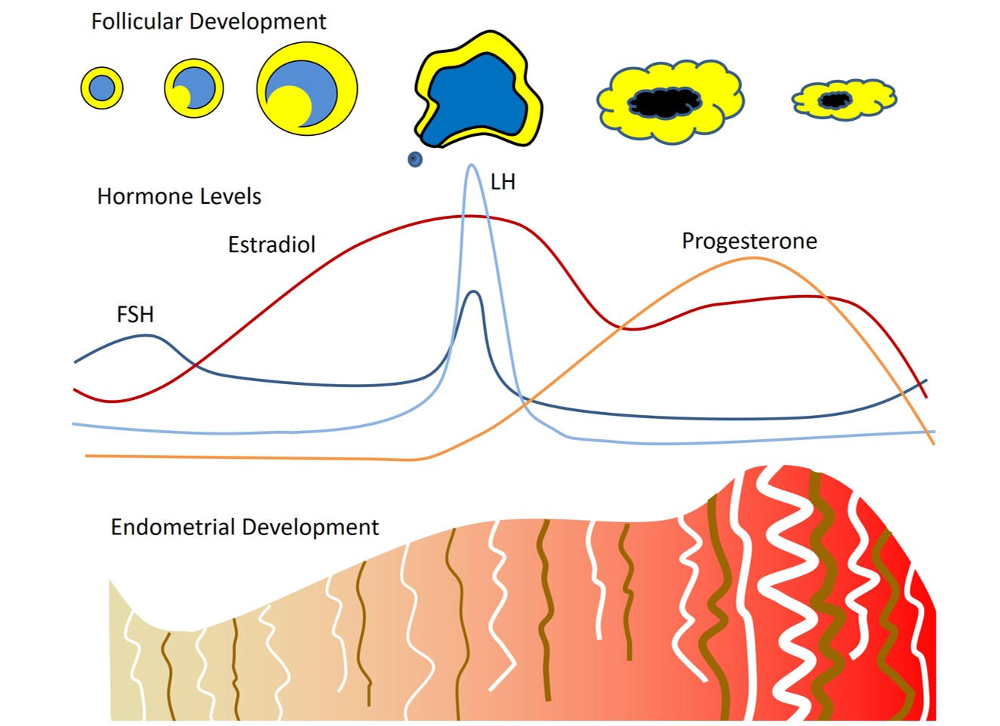 Follicular Development
LH
Hormone Levels
Estradiol
Progesterone
FSH
Endometrial Development